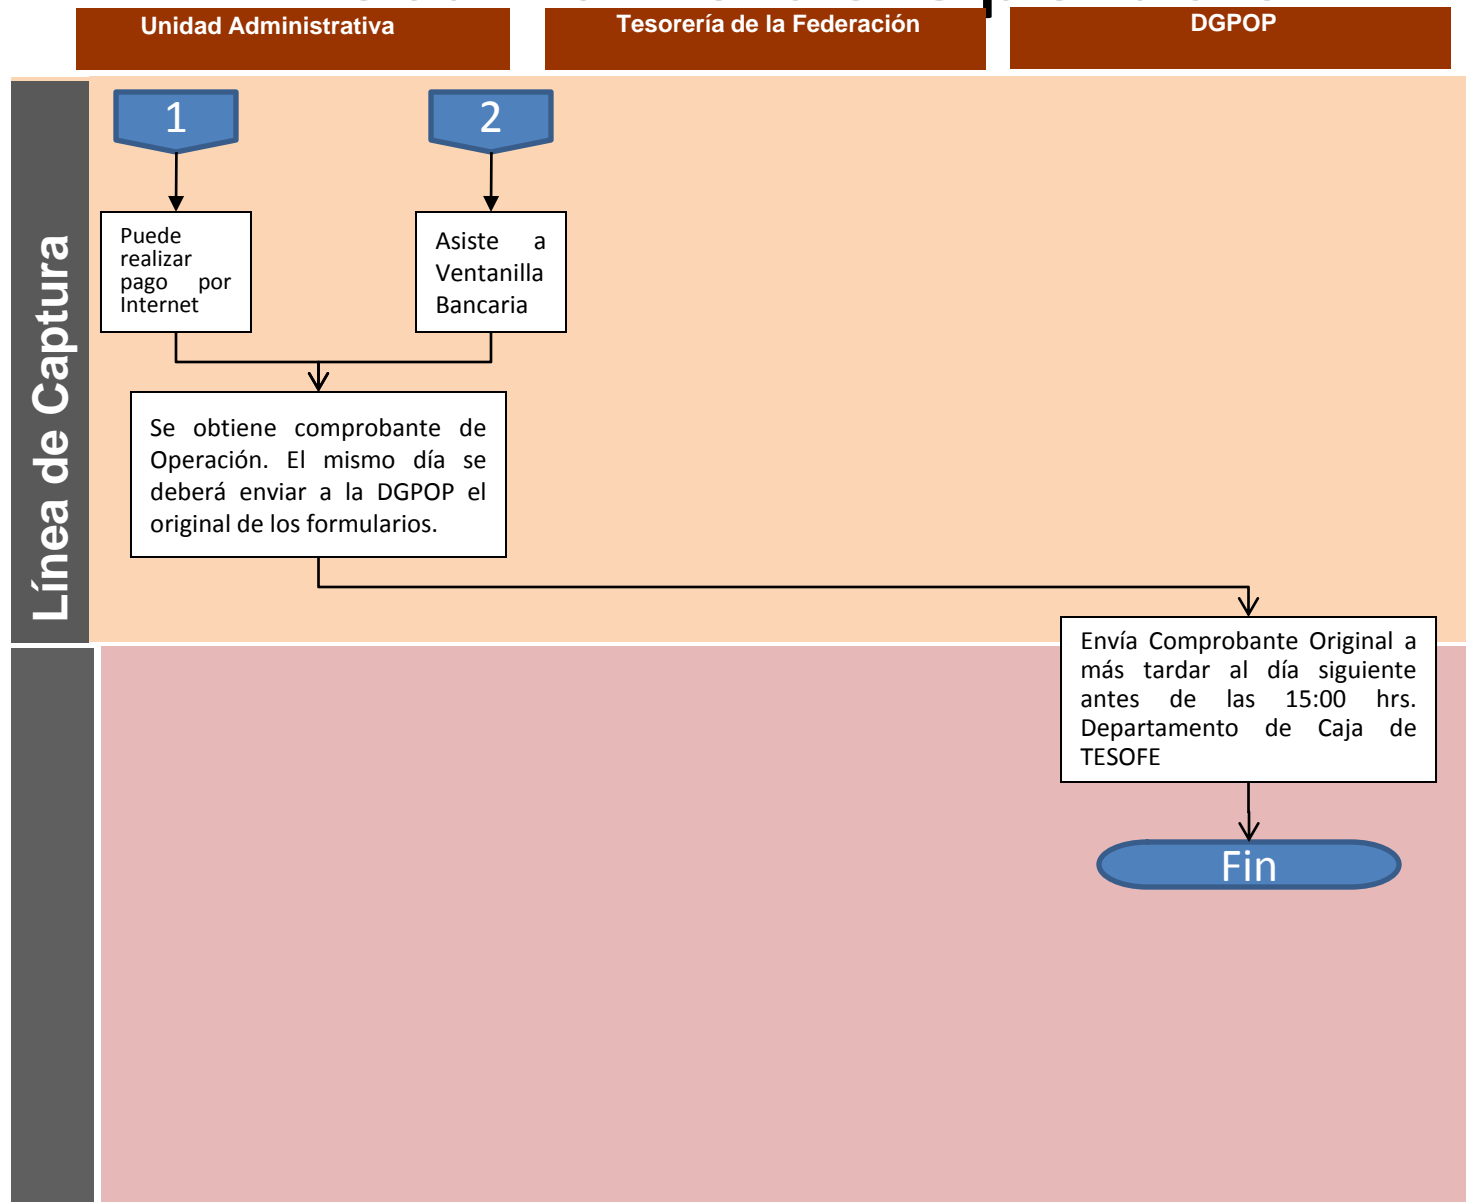 Unidad Administrativa
Tesorería de la Federación
DGPOP
Línea de Captura
1
2
Puede
realizar
pago por
Internet
Asiste a
Ventanilla
Bancaria
Se obtiene comprobante de
Operación. El mismo día se
deberá enviar a la DGPOP el
original de los formularios.
Envía Comprobante Original a
más tardar al día siguiente
antes de las 15:00 hrs.
Departamento de Caja de
TESOFE
Fin